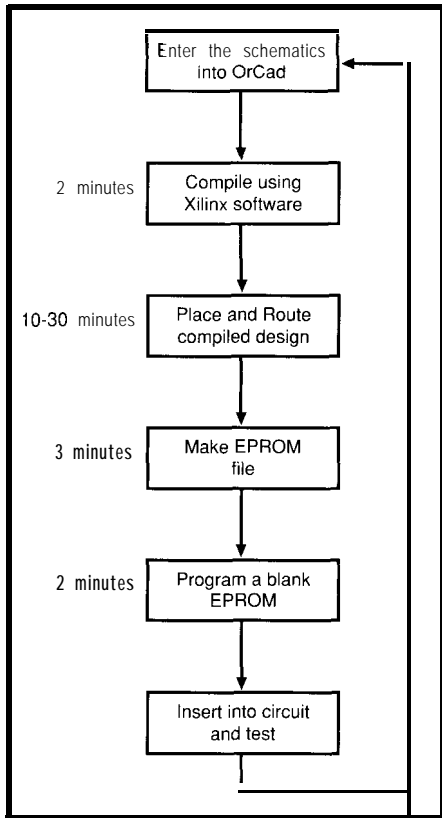 Enter the schematics
into OrCad
2 minutes
Compile using
Xilinx software
10-30 minutes
Place and Route
compiled design
3 minutes
Make EPROM
file
2 minutes
Program a blank
EPROM
Insert into circuit
and test